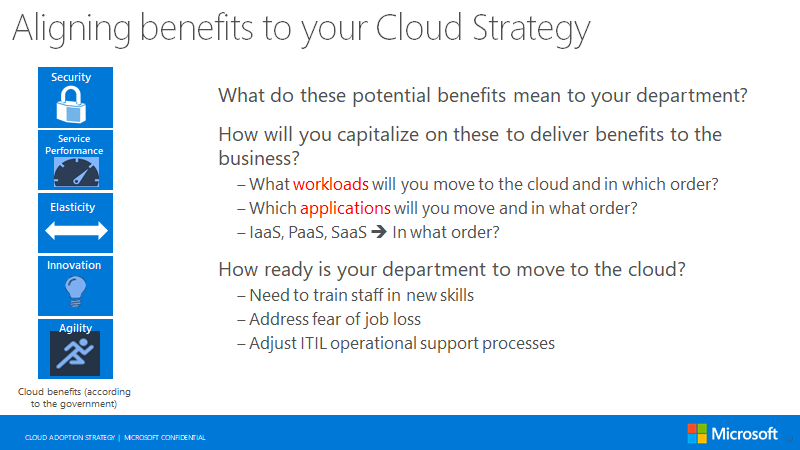 Aligning benefits to your Cloud Strategy
Security
Service
Performance
Elasticity
Innovation
Agility
Cloud benefits (according
to the government)
What do these potential benefits mean to your department?
How will you capitalize on these to deliver benefits to the
business?
– What workloads will you move to the cloud and in which order?
– Which applications will you move and in what order?
– IaaS, PaaS, SaaS ➔ In what order?
How ready is your department to move to the cloud?
– Need to train staff in new skills
– Address fear of job loss
– Adjust ITIL operational support processes
CLOUD ADOPTION STRATEGY | MICROSOFT CONFIDENTIAL
Microsoft